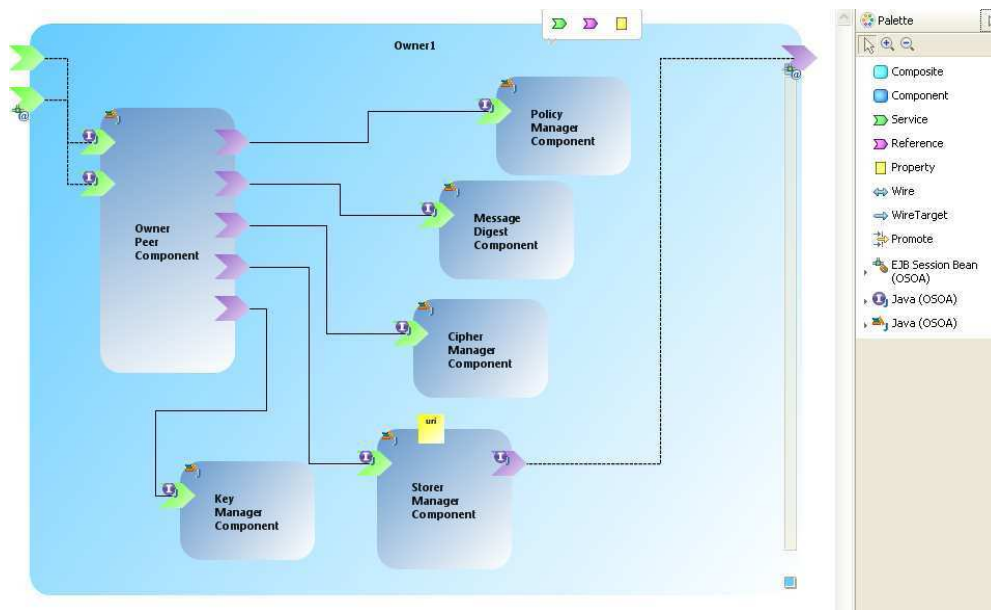 Owner1
Policy
Manager
Component
Message
Digest
Component
Owner
Peer
Component
Cipher
Manager
Component
uri
Storer
Manager
Component
Key
Manager
Component
Palette
Composite
Component
Service
Reference
Property
Wire
WireTarget
Promote
EJB Session Bean
(OSOA)
Java (OSOA)
Java (OSOA)